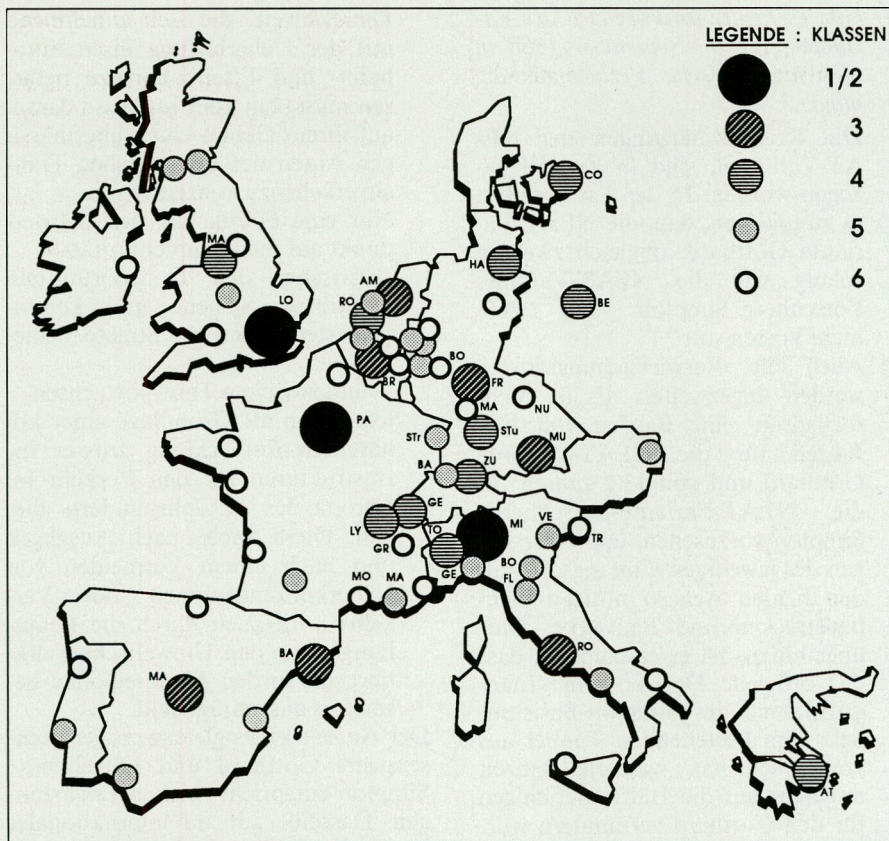 LEGENDE : KLASSEN
1/2
3
4
5
6
CO
MA
HA
LO
AM
RO
BE
BR
BO
FR
MA
NU
PA
STr
STu
MU
BA
ZU
GE
LY
TO
MI
VE
TR
GR
GE
BO
FL
MO
MA
BA
MA
RO
AT